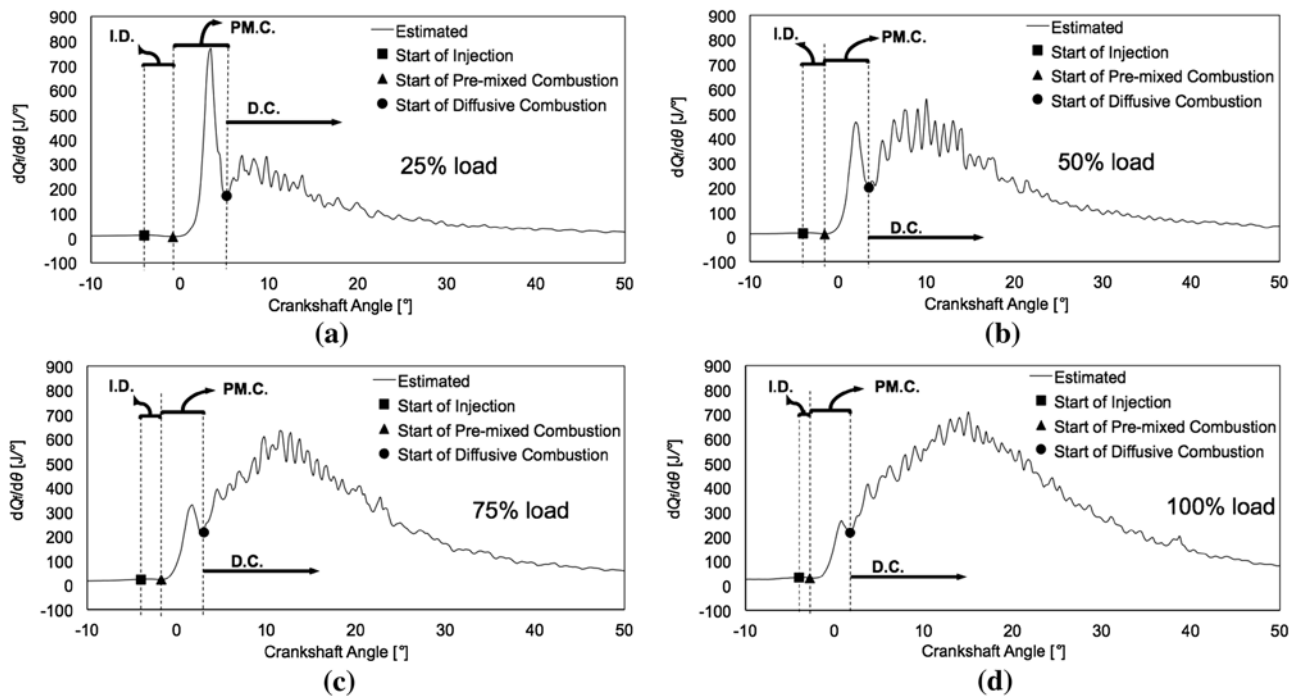 900
800
700
600
500
400
300
200
100
0
-100
dQf/dθ [J/°]
I.D.
PM.C.
D.C.
Estimated
Start of Injection
Start of Pre-mixed Combustion
Start of Diffusive Combustion
25% load
-10 0 10 20 30 40 50
Crankshaft Angle [°]
(a)
900
800
700
600
500
400
300
200
100
0
-100
dQf/dθ [J/°]
I.D.
PM.C.
D.C.
Estimated
Start of Injection
Start of Pre-mixed Combustion
Start of Diffusive Combustion
50% load
-10 0 10 20 30 40 50
Crankshaft Angle [°]
(b)
900
800
700
600
500
400
300
200
100
0
-100
dQf/dθ [J/°]
I.D.
PM.C.
D.C.
Estimated
Start of Injection
Start of Pre-mixed Combustion
Start of Diffusive Combustion
75% load
-10 0 10 20 30 40 50
Crankshaft Angle [°]
(c)
900
800
700
600
500
400
300
200
100
0
-100
dQf/dθ [J/°]
I.D.
PM.C.
D.C.
Estimated
Start of Injection
Start of Pre-mixed Combustion
Start of Diffusive Combustion
100% load
-10 0 10 20 30 40 50
Crankshaft Angle [°]
(d)